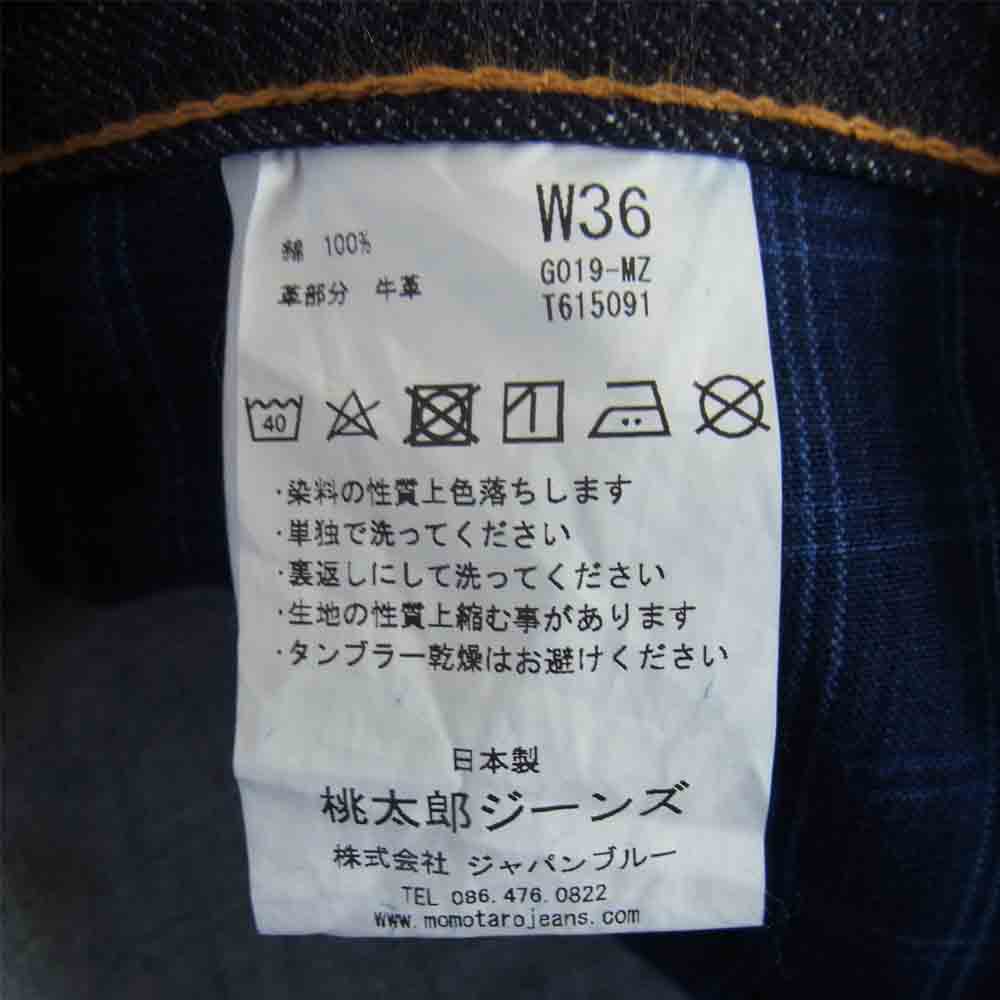 W36
綿 100%
革部分 牛革
G019-MZ
T615091
40
・染料の性質上色落ちします
・単独で洗ってください
・裏返しにして洗ってください
・生地の性質上縮む事があります
・タンブラー乾燥はお避けください
日本製
桃太郎ジーンズ
株式会社 ジャパンブルー
TEL 086.476.0822
www.momotarojeans.com